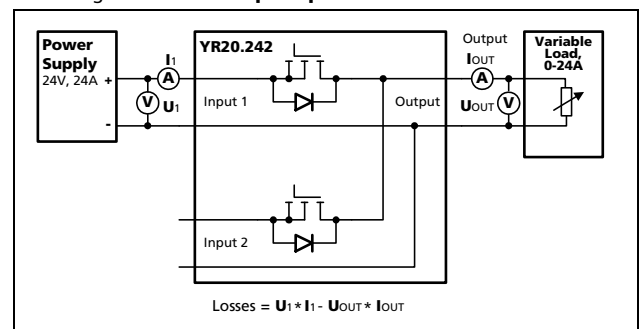 Power
Supply
24V, 24A +
-
I1
A
V U1
YR20.242
Input 1
Output
Input 2
Output
IOUT
A
UOUT V
Variable
Load,
0-24A
Losses = U1 * I1 - UOUT * IOUT